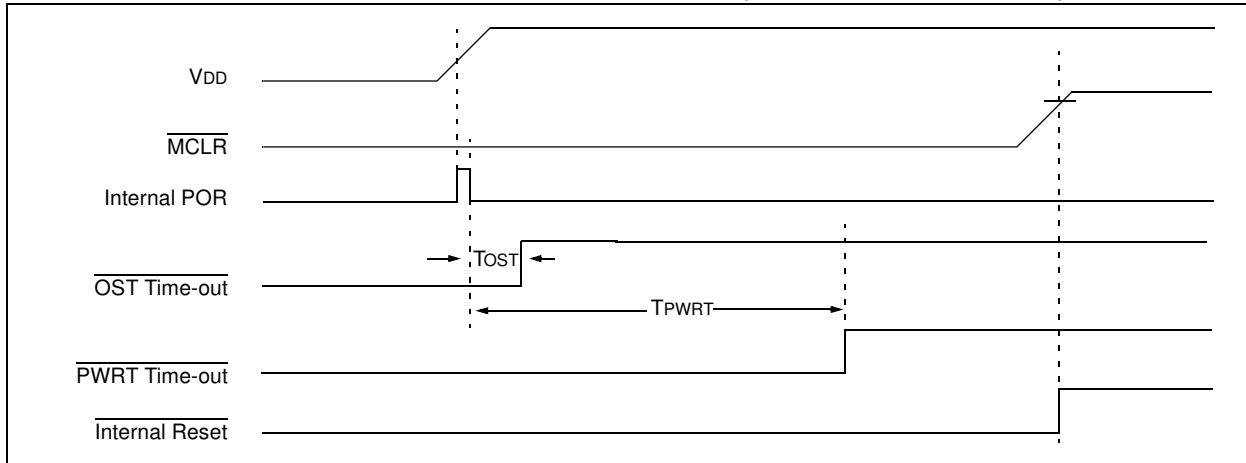 VDD
MCLR
Internal POR
TOST
OST Time-out
TPWRT
PWRT Time-out
Internal Reset